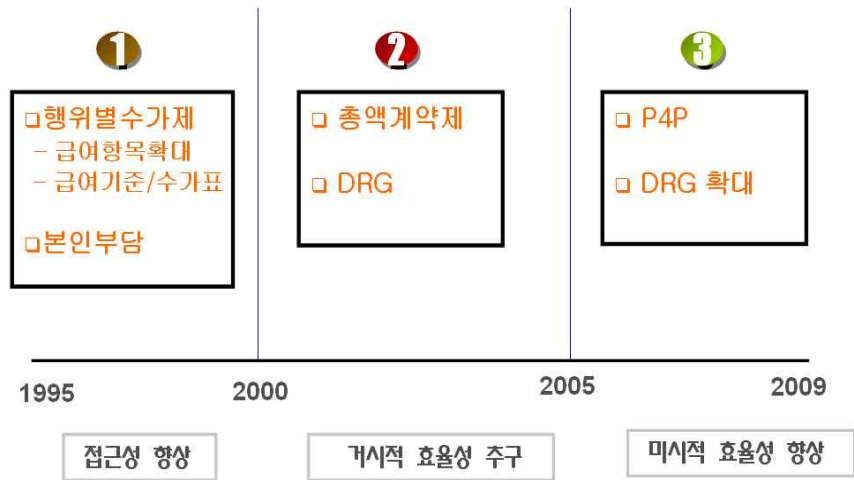 1
□행위별수가제
– 급여항목확대
– 급여기준/수가표
□본인부담
2
□ 총액계약제
□ DRG
3
□ P4P
□ DRG 확대
1995
2000
2005
2009
접근성 향상
거시적 효율성 추구
미시적 효율성 향상